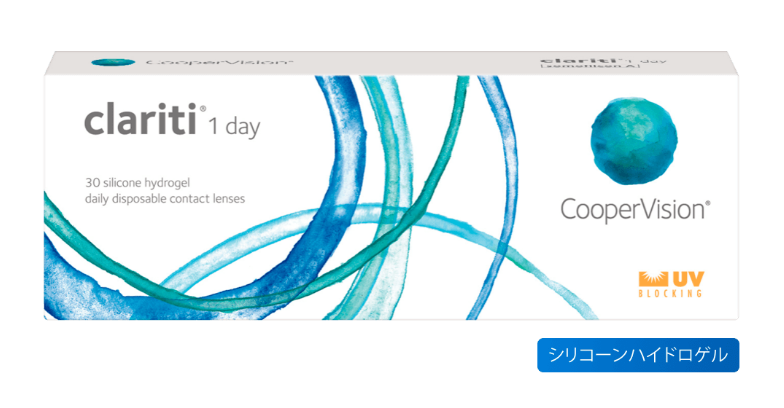 CooperVision®
clariti® 1 day
(somofilcon A)
clariti® 1 day
30 silicone hydrogel
daily disposable contact lenses
CooperVision®
UV
BLOCKING
シリコーンハイドロゲル